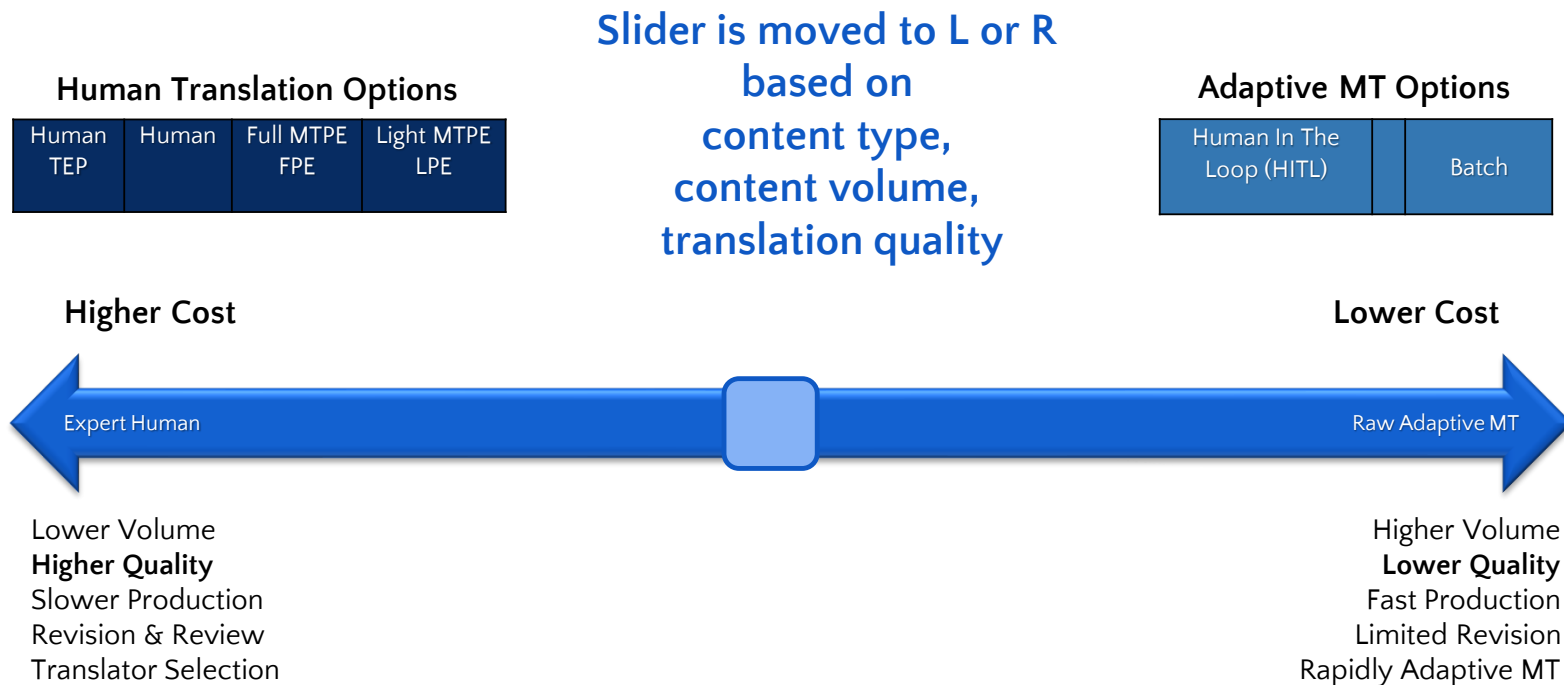 Slider is moved to L or R
based on
content type,
content volume,
translation quality
Human Translation Options
Human
TEP
Human
Full MTPE
FPE
Light MTPE
LPE
Adaptive MT Options
Human In The
Loop (HITL)
Batch
Higher Cost
Lower Cost
Expert Human
Raw Adaptive MT
Lower Volume
Higher Quality
Slower Production
Revision & Review
Translator Selection
Higher Volume
Lower Quality
Fast Production
Limited Revision
Rapidly Adaptive MT